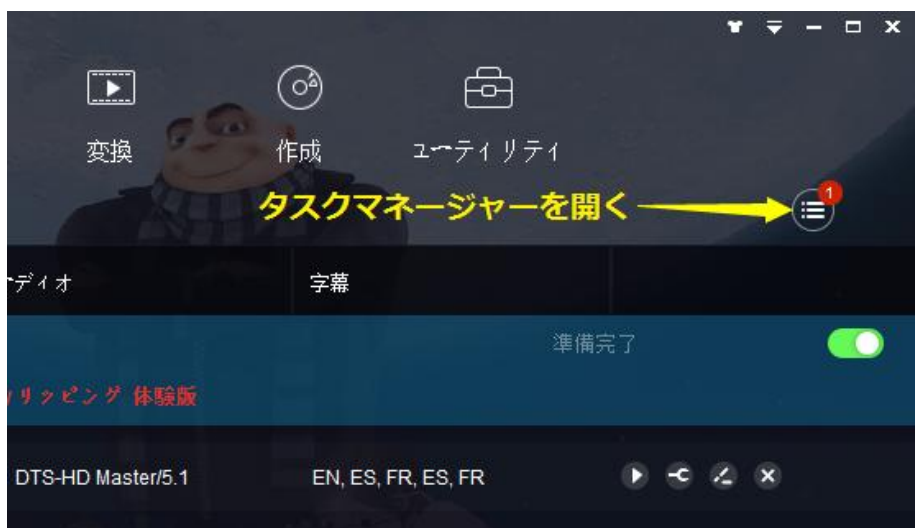 変換 作成 ユーティリティ
タスクマネージャーを開く 1
ーディオ 字幕
準備完了
リッピング 体験版
DTS-HD Master/5.1 EN, ES, FR, ES, FR